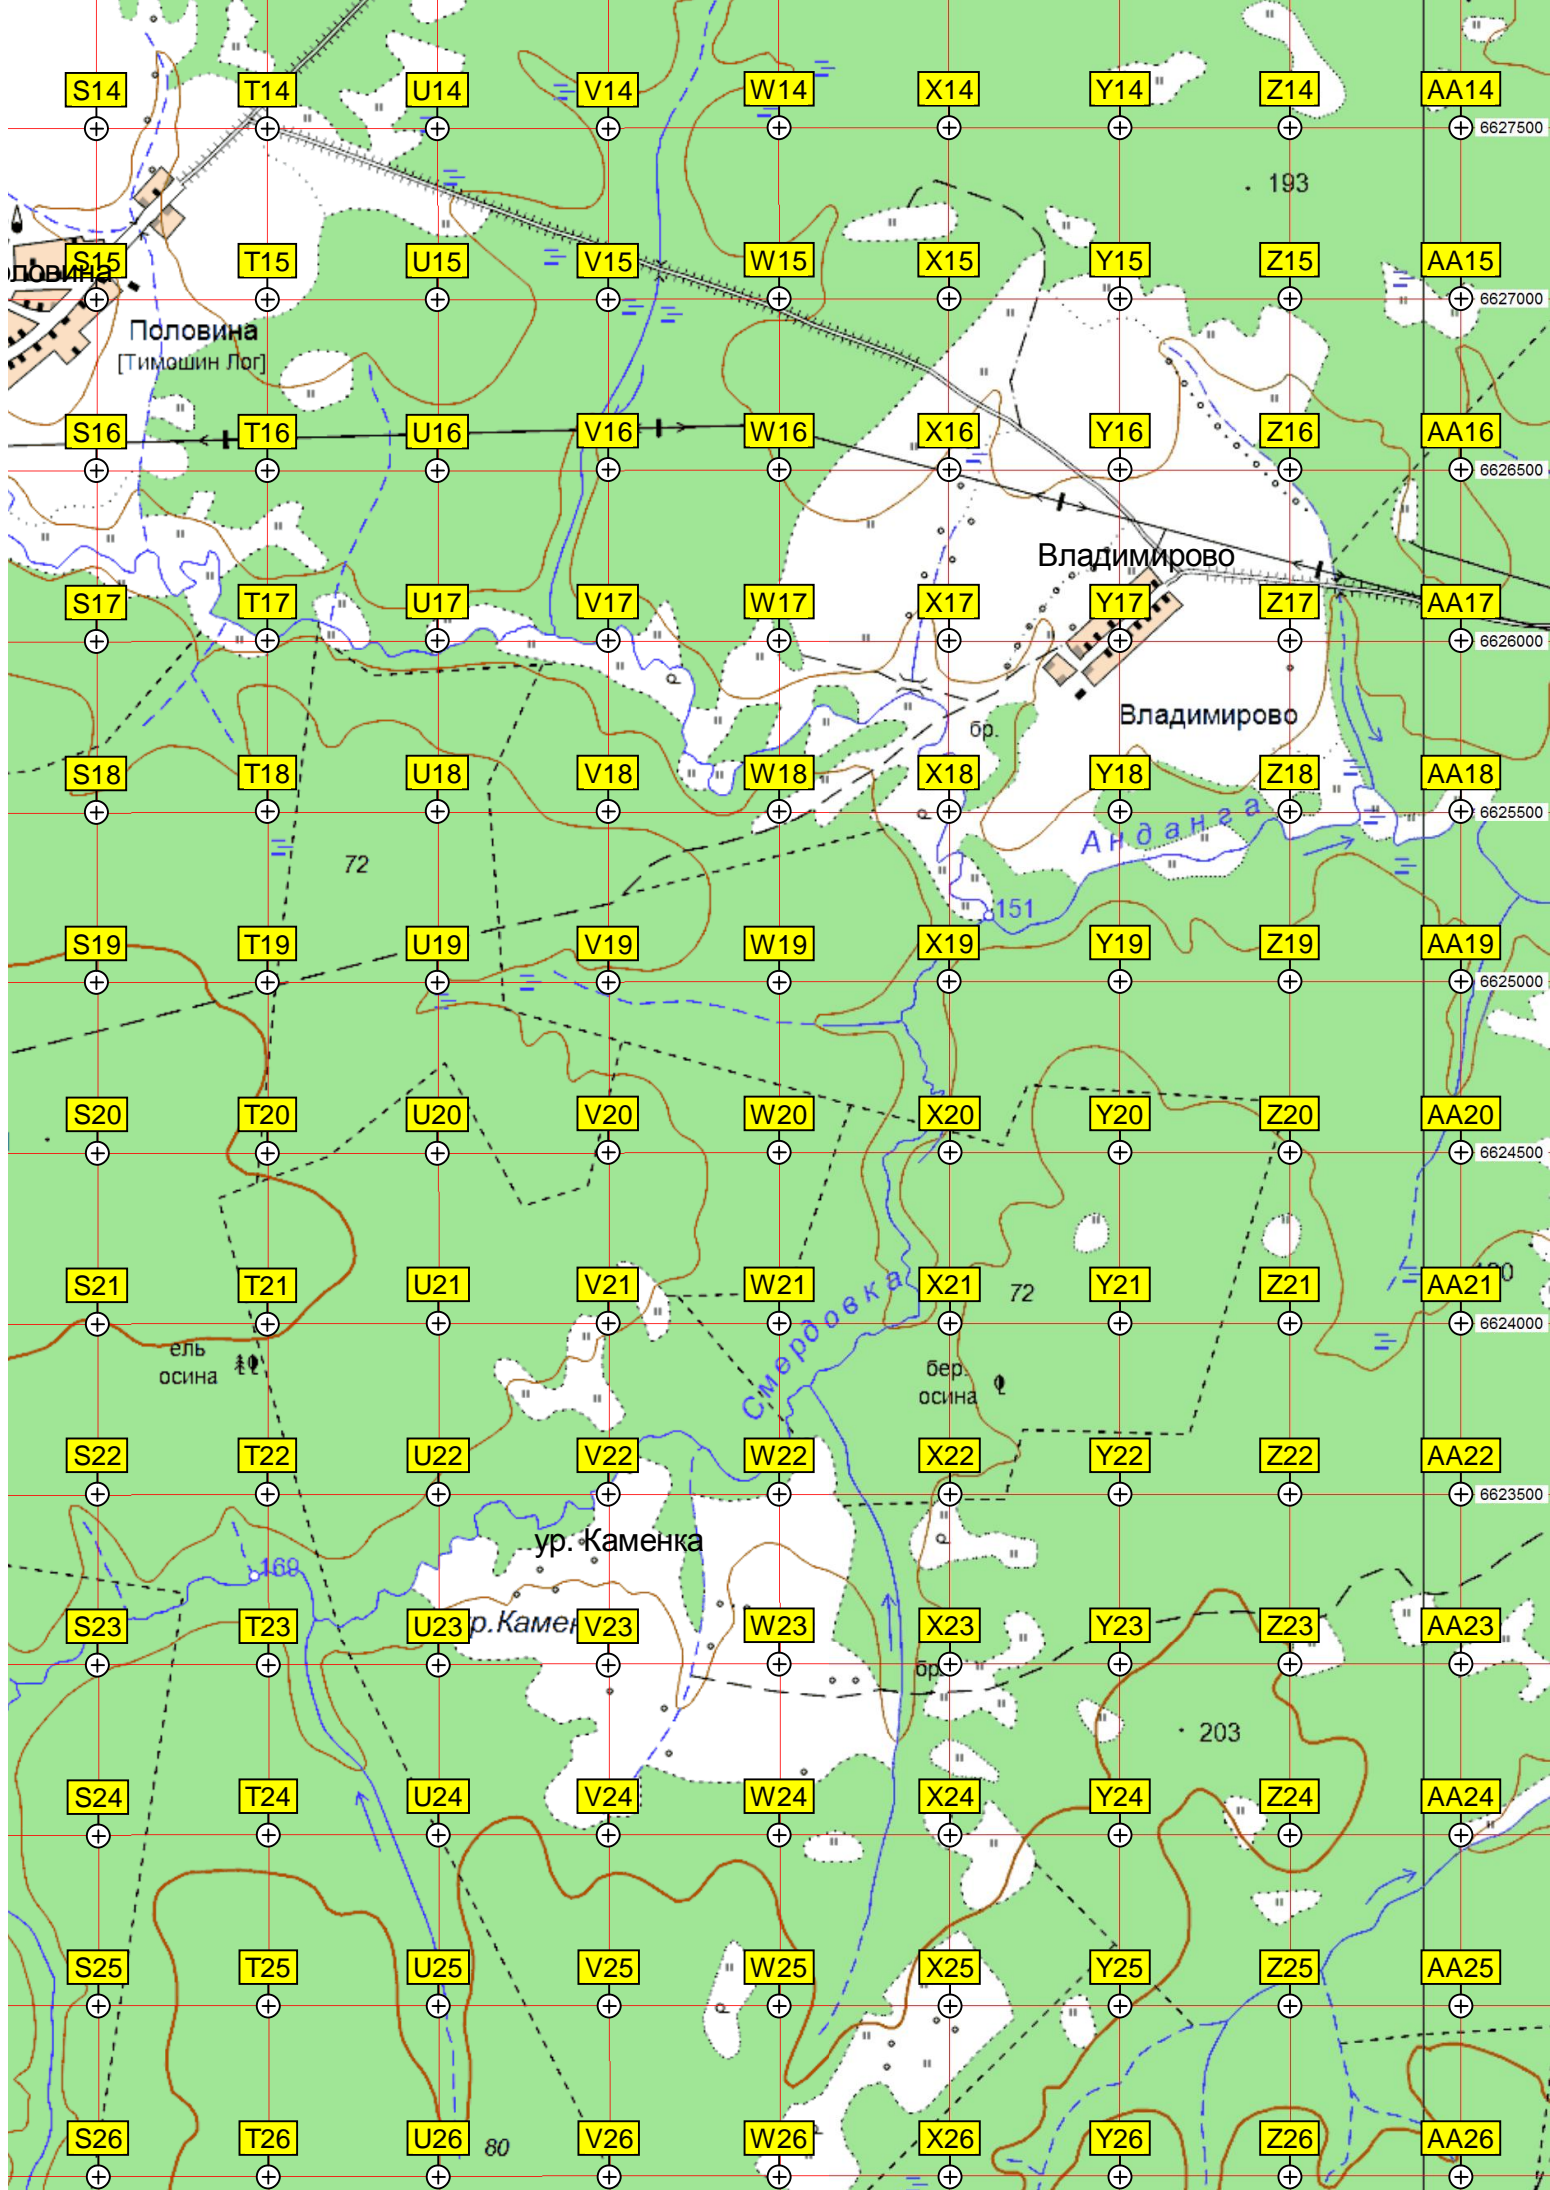 S14 T14 U14 V14 W14 X14 Y14 Z14 AA14
6627500
193
S15 T15 U15 V15 W15 X15 Y15 Z15 AA15
6627000
Половина
[Тимошин Лог]
S16 T16 U16 V16 W16 X16 Y16 Z16 AA16
6626500
Владимирово
S17 T17 U17 V17 W17 X17 Y17 Z17 AA17
6626000
Владимирово
бр.
S18 T18 U18 V18 W18 X18 Y18 Z18 AA18
6625500
Анданга
72
151
S19 T19 U19 V19 W19 X19 Y19 Z19 AA19
6625000
S20 T20 U20 V20 W20 X20 Y20 Z20 AA20
6624500
S21 T21 U21 V21 W21 X21 Y21 Z21 AA21
72
6624000
Смердовка
ель
осина
бер.
осина
S22 T22 U22 V22 W22 X22 Y22 Z22 AA22
6623500
ур. Каменка
169
S23 T23 U23 V23 W23 X23 Y23 Z23 AA23
р.Камен
бр.
203
S24 T24 U24 V24 W24 X24 Y24 Z24 AA24
S25 T25 U25 V25 W25 X25 Y25 Z25 AA25
S26 T26 U26 V26 W26 X26 Y26 Z26 AA26
80